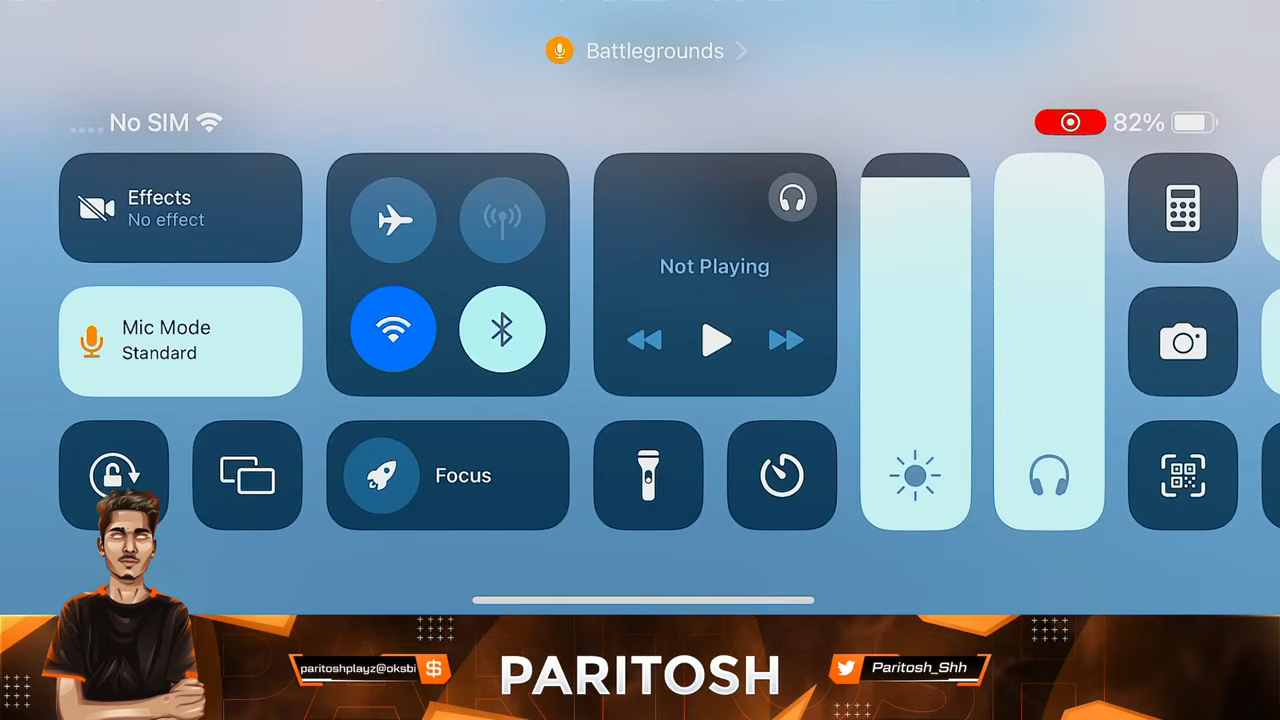 Battlegrounds
No SIM
82%
Effects
No effect
Mic Mode
Standard
Not Playing
Focus
paritoshplayz@oksbi
$
PARITOSH
Paritosh_Shh